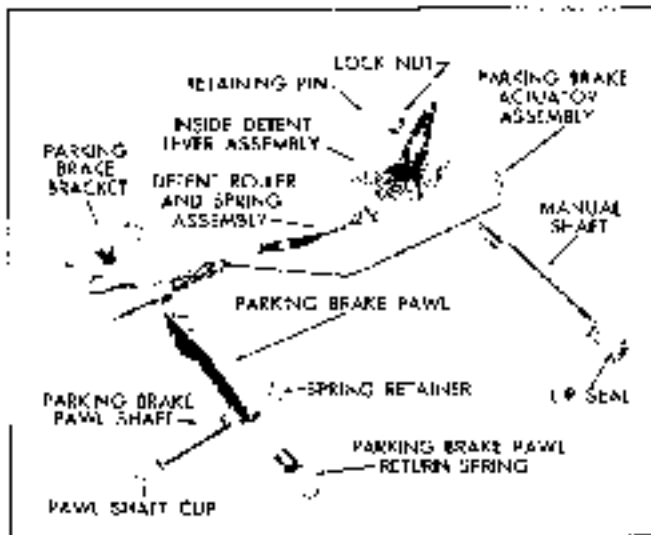 LOCK NUT
RETAINING PIN
PARKING BRAKE
ACTUATOR
ASSEMBLY
INSIDE DETENT
LEVER ASSEMBLY
PARKING
BRAKE
BRACKET
DETENT ROLLER
AND SPRING
ASSEMBLY
MANUAL
SHAFT
PARKING BRAKE PAWL
SPRING RETAINER
LIP SEAL
PARKING BRAKE
PAWL SHAFT
PARKING BRAKE PAWL
RETURN SPRING
PAWL SHAFT CLIP